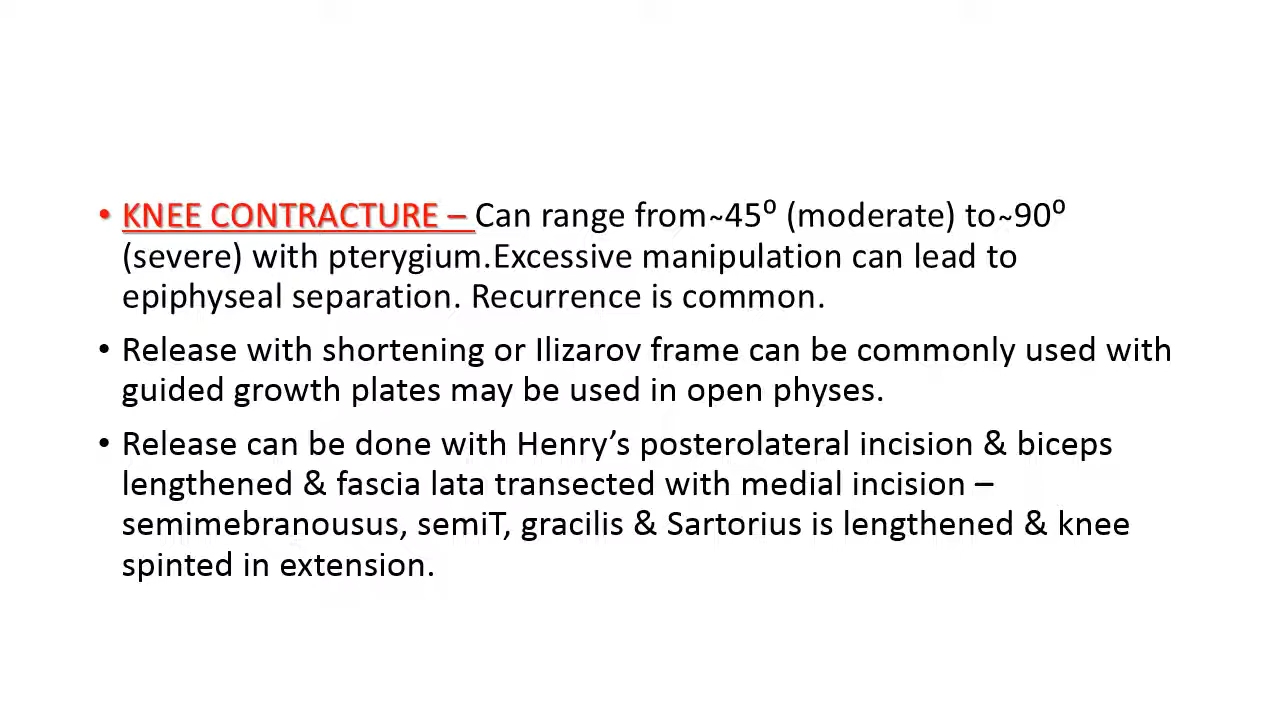 • KNEE CONTRACTURE – Can range from~45⁰ (moderate) to~90⁰
(severe) with pterygium.Excessive manipulation can lead to
epiphyseal separation. Recurrence is common.
• Release with shortening or Ilizarov frame can be commonly used with
guided growth plates may be used in open physes.
• Release can be done with Henry’s posterolateral incision & biceps
lengthened & fascia lata transected with medial incision –
semimebranousus, semiT, gracilis & Sartorius is lengthened & knee
spinted in extension.